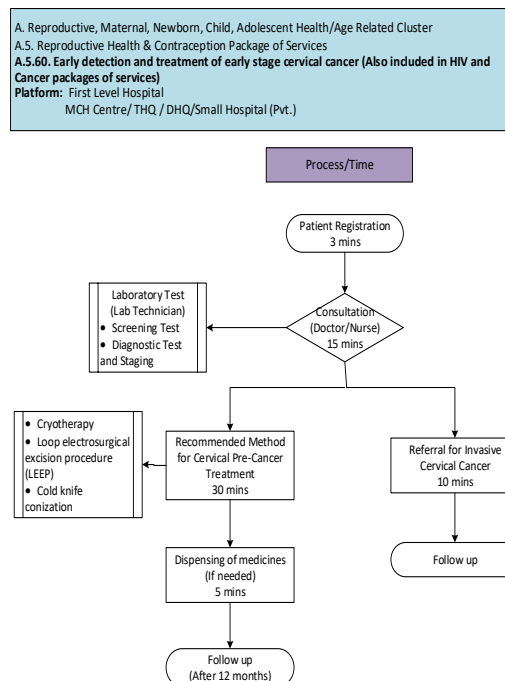 A. Reproductive, Maternal, Newborn, Child, Adolescent Health/Age Related Cluster
A.5. Reproductive Health & Contraception Package of Services
A.5.60. Early detection and treatment of early stage cervical cancer (Also included in HIV and
Cancer packages of services)
Platform: First Level Hospital
MCH Centre/ THQ / DHQ/Small Hospital (Pvt.)
Process/Time
Patient Registration
3 mins
Laboratory Test
(Lab Technician)
• Screening Test
• Diagnostic Test
and Staging
Consultation
(Doctor/Nurse)
15 mins
• Cryotherapy
• Loop electrosurgical
excision procedure
(LEEP)
• Cold knife
conization
Recommended Method
for Cervical Pre-Cancer
Treatment
30 mins
Referral for Invasive
Cervical Cancer
10 mins
Dispensing of medicines
(If needed)
5 mins
Follow up
Follow up
(After 12 months)